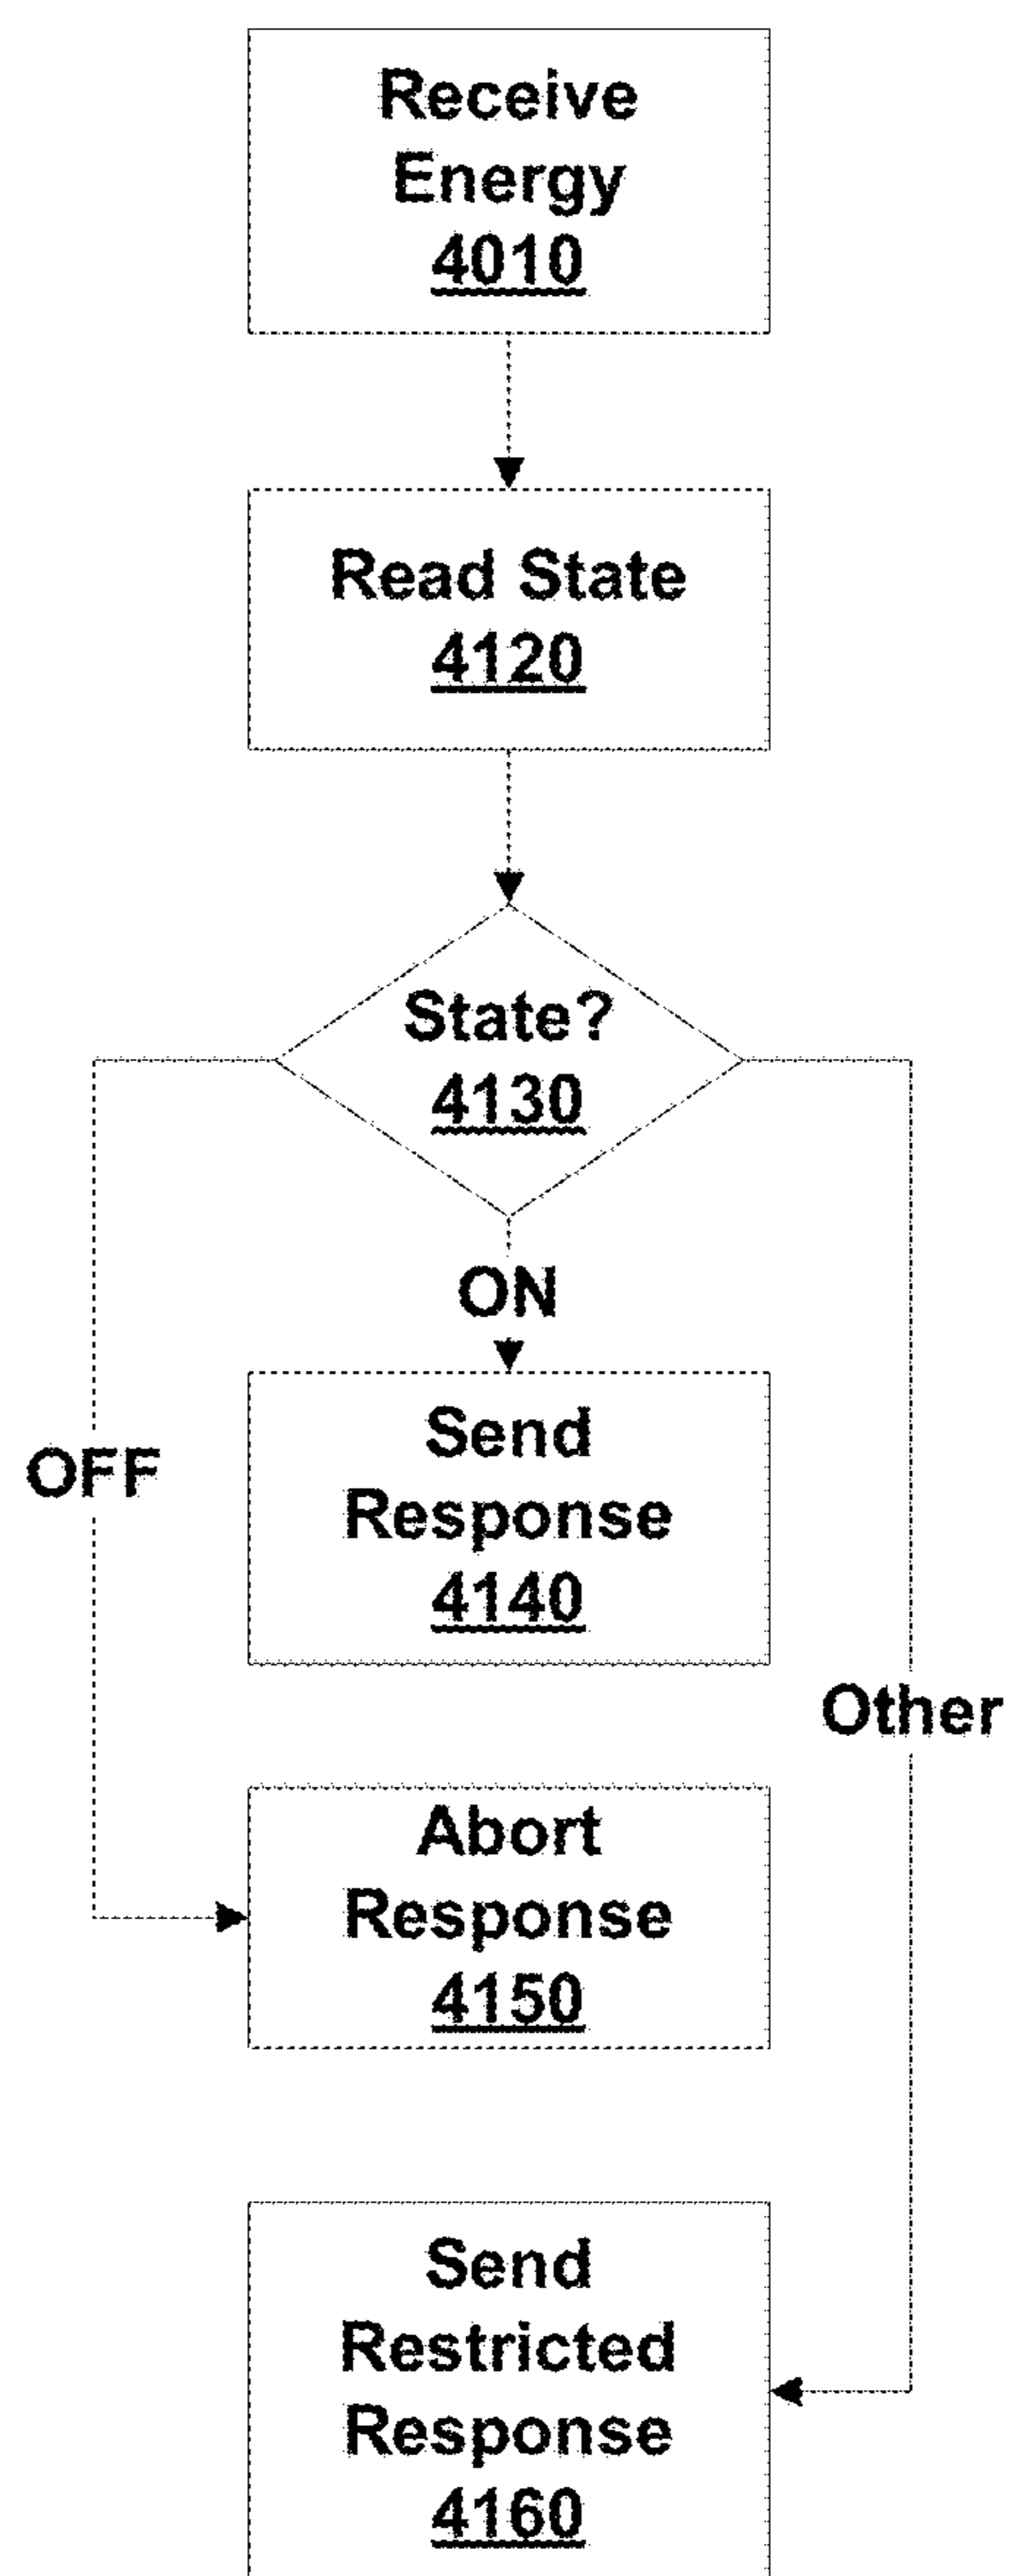 Receive
Energy
4010
Read State
4120
State?
4130
ON
Send
Response
4140
OFF
Other
Abort
Response
4150
Send
Restricted
Response
4160